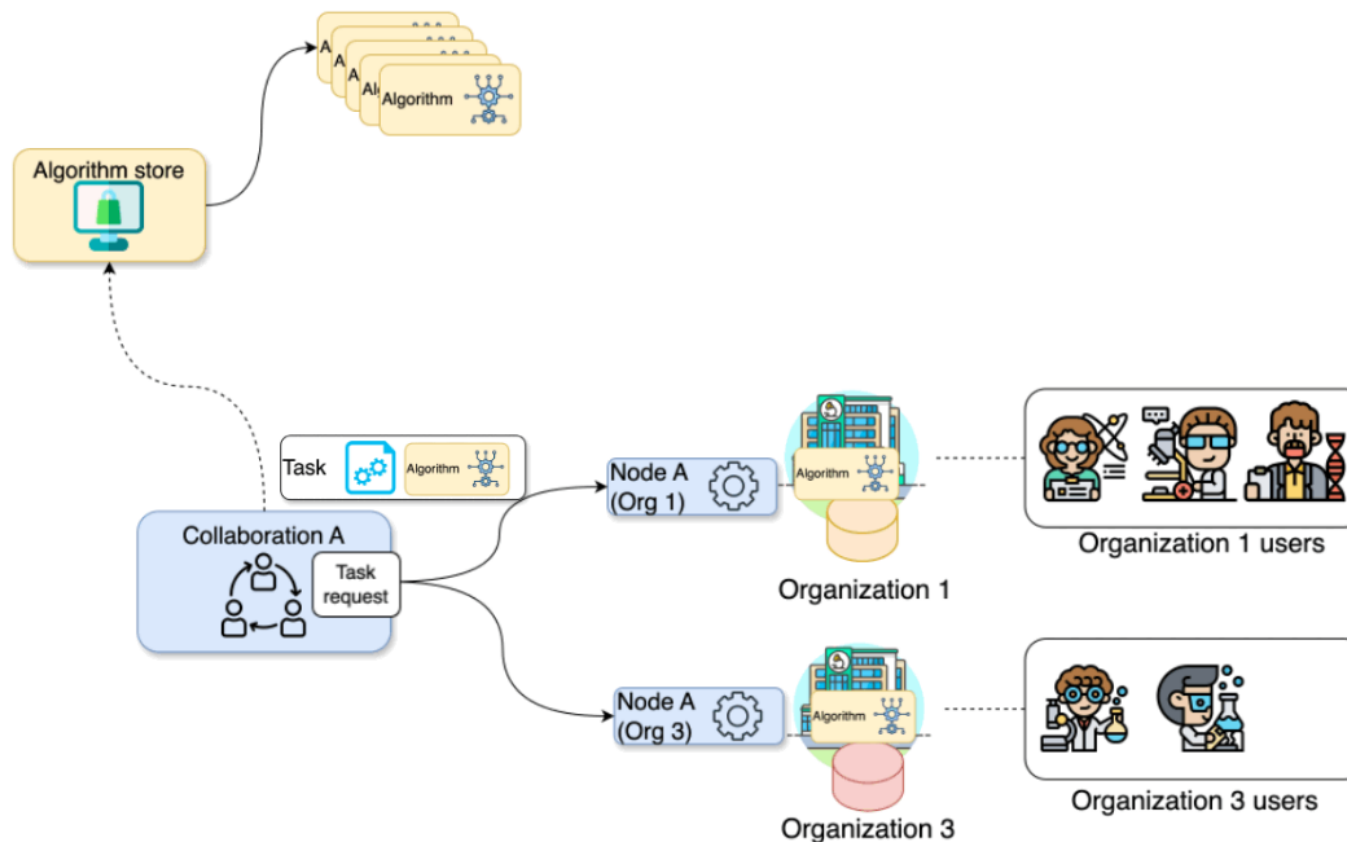 A
A
A
Al
Algorithm
Algorithm store
Task
Algorithm
Collaboration A
Task
request
Node A
(Org 1)
Algorithm
Organization 1
Organization 1 users
Node A
(Org 3)
Algorithm
Organization 3
Organization 3 users